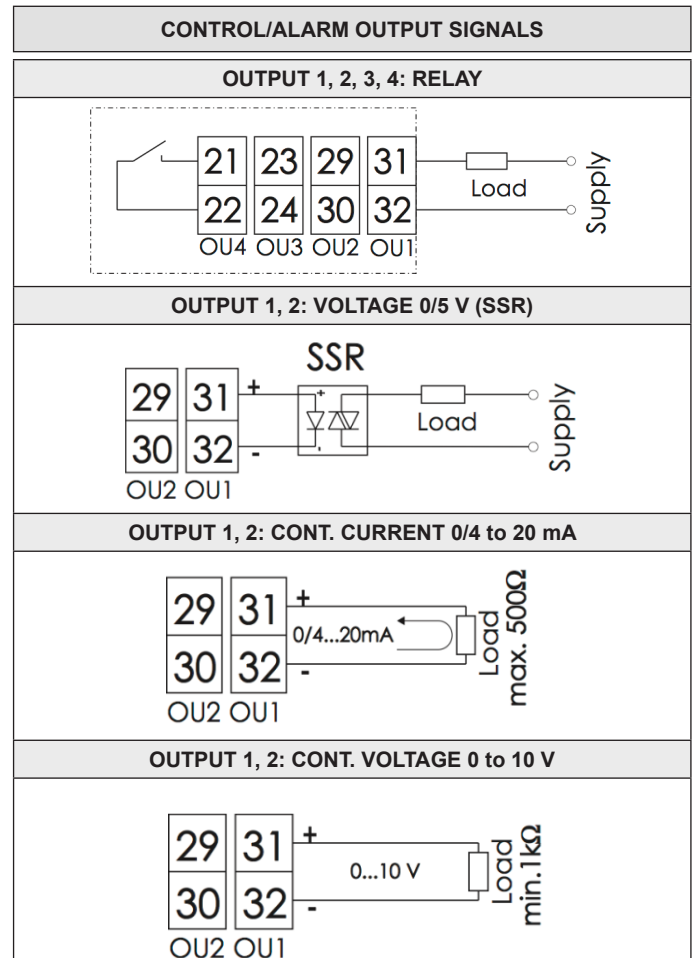 CONTROL/ALARM OUTPUT SIGNALS
OUTPUT 1, 2, 3, 4: RELAY
21 23 29 31
Load
Supply
22 24 30 32
OU4 OU3 OU2 OU1
OUTPUT 1, 2: VOLTAGE 0/5 V (SSR)
SSR
29 31 + +
Load
Supply
30 32 - -
OU2 OU1
OUTPUT 1, 2: CONT. CURRENT 0/4 to 20 mA
29 31 +
0/4...20mA
Load
max. 500Ω
30 32 -
OU2 OU1
OUTPUT 1, 2: CONT. VOLTAGE 0 to 10 V
29 31 +
0...10 V
Load
min.1kΩ
30 32 -
OU2 OU1